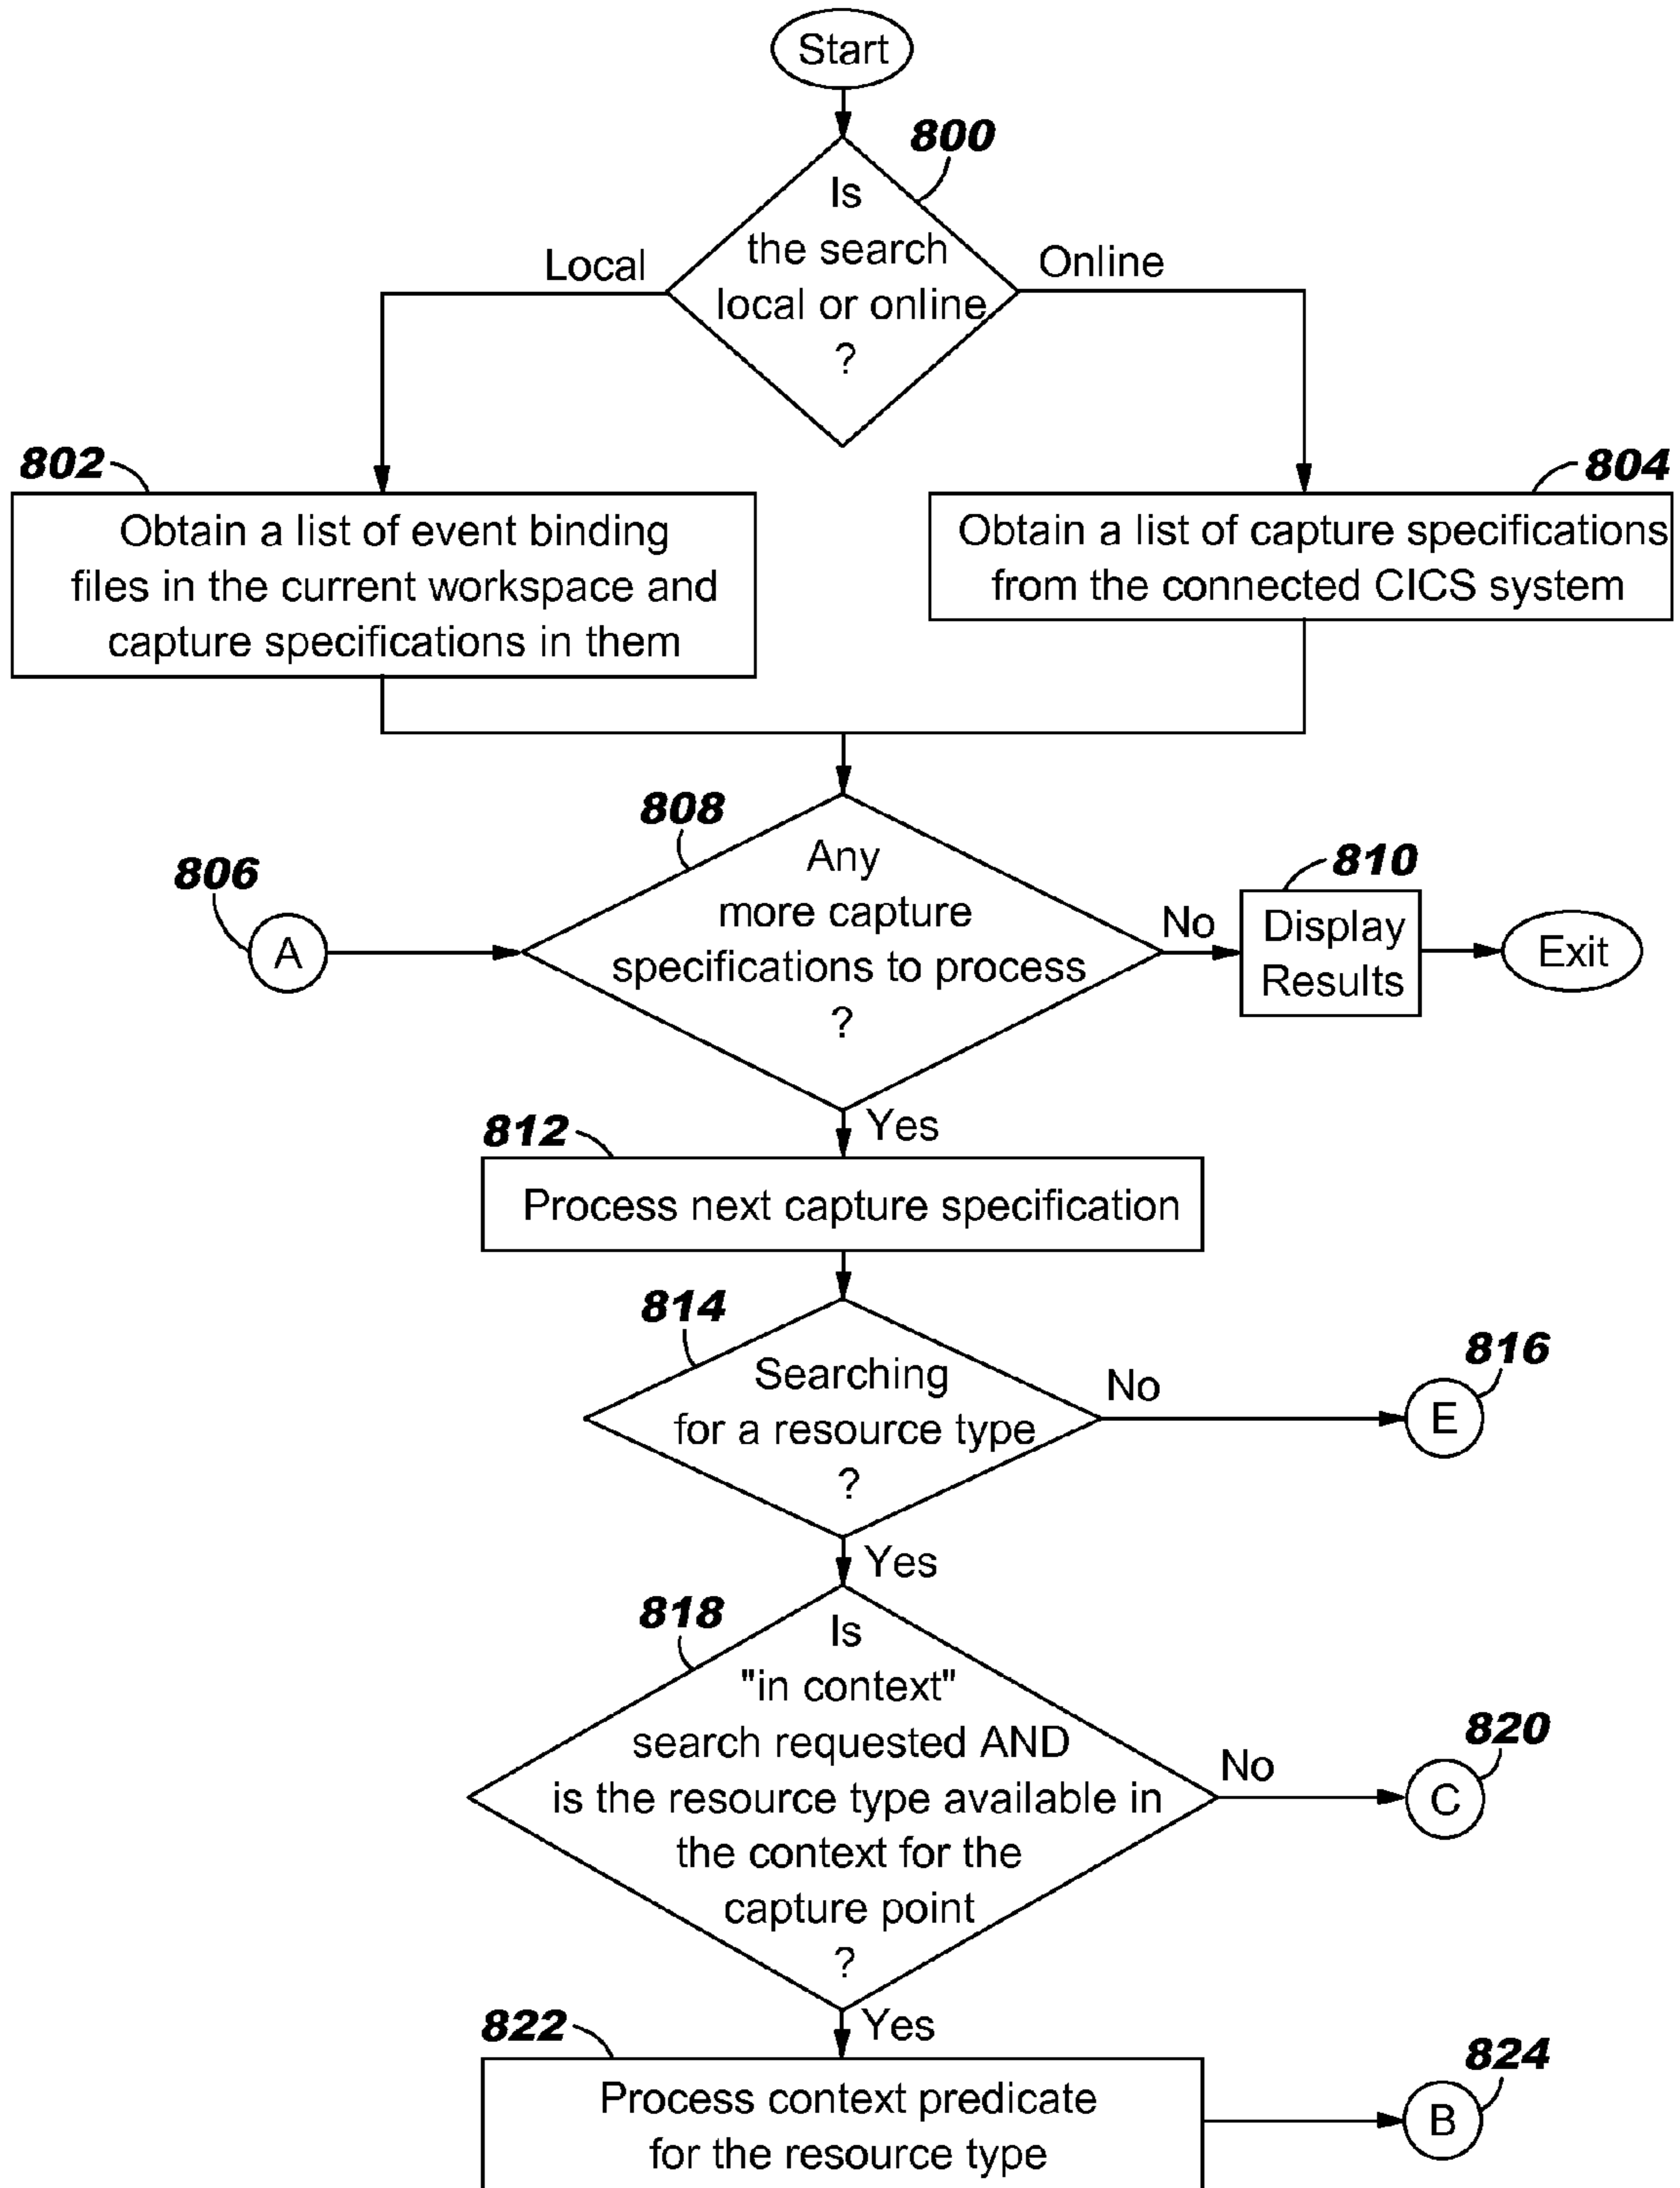 Start
800
Is
the search
local or online
?
Local
Online
802
804
Obtain a list of event binding
files in the current workspace and
capture specifications in them
Obtain a list of capture specifications
from the connected CICS system
808
Any
more capture
specifications to process
?
806
A
No
810
Display
Results
Exit
Yes
812
Process next capture specification
814
Searching
for a resource type
?
No
816
E
Yes
818
Is
"in context"
search requested AND
is the resource type available in
the context for the
capture point
?
No
820
C
Yes
822
Process context predicate
for the resource type
824
B